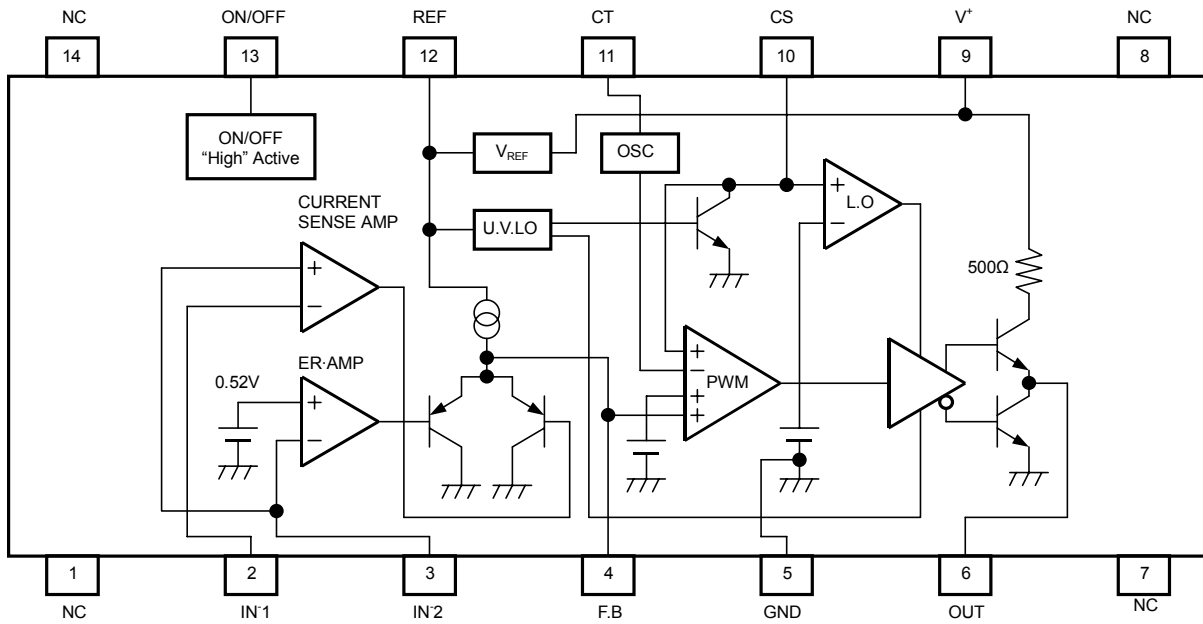 NC ON/OFF REF CT CS V⁺ NC
14 13 12 11 10 9 8
ON/OFF
“High” Active
V_REF
OSC
CURRENT
SENSE AMP
U.V.LO
+
L.O
−
500Ω
+
−
ER·AMP
0.52V
+
−
+
−
+
+
PWM
1 2 3 4 5 6 7
NC IN⁻1 IN⁻2 F.B GND OUT NC